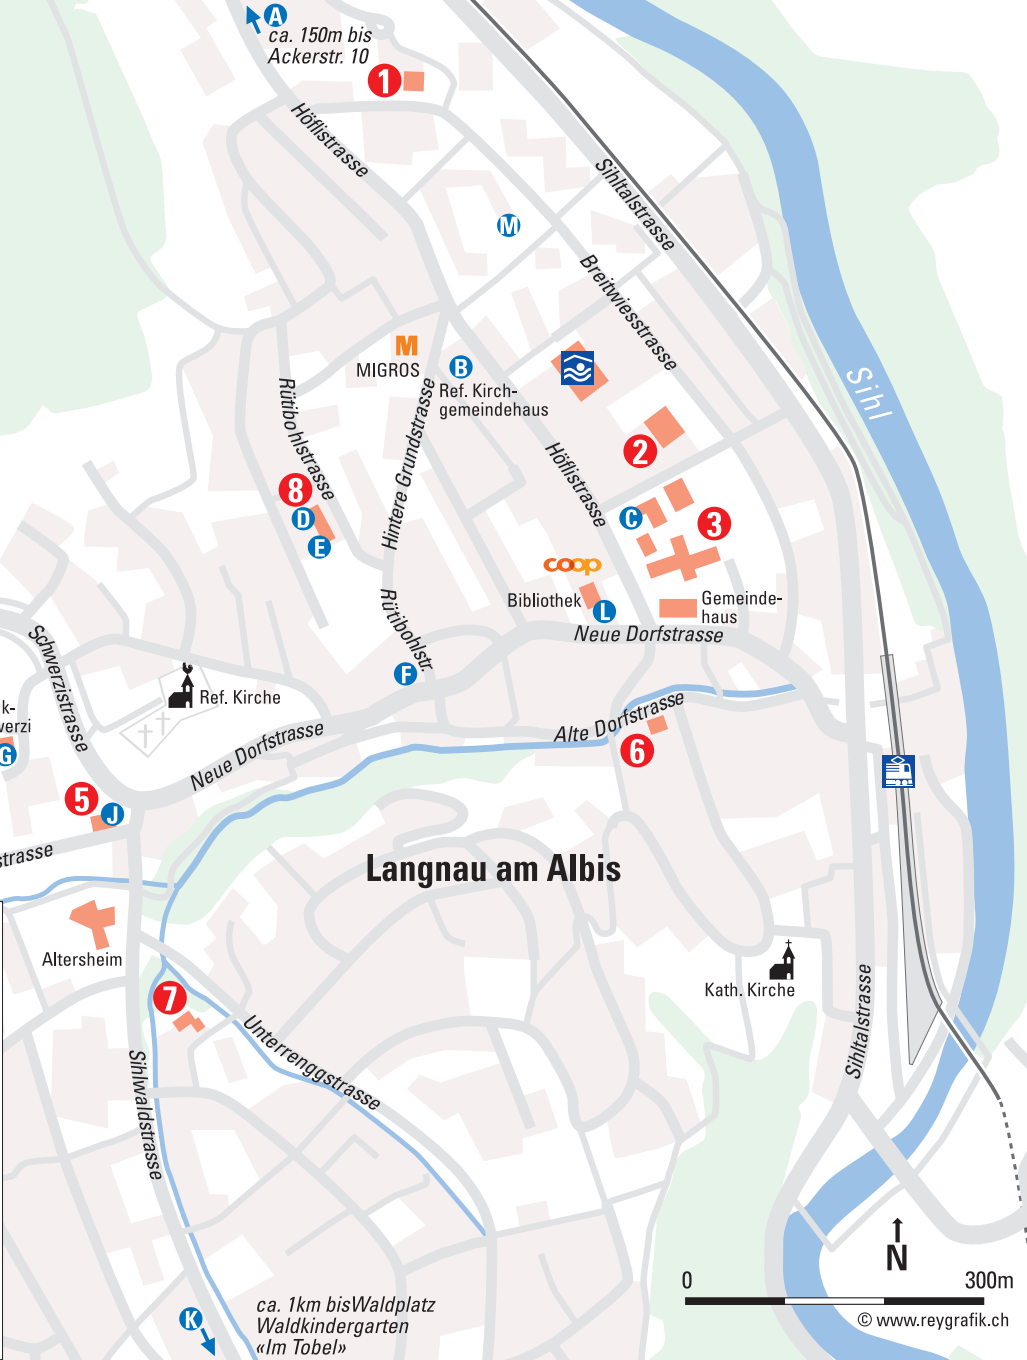 A
ca. 150m bis
Ackerstr. 10
1
Höflistrasse
Sihltalstrasse
M
Breitwiesstrasse
M
MIGROS
B
Ref. Kirch-
gemeindehaus
Sihl
Rütibohlstrasse
Hintere Grundstrasse
2
Höflistrasse
8
D
E
C
3
coop
Bibliothek
L
Gemeinde-
haus
Neue Dorfstrasse
Rütibohlstr.
Schwerzistrasse
F
Ref. Kirche
k-
verzi
G
Neue Dorfstrasse
Alte Dorfstrasse
6
5
J
strasse
Langnau am Albis
Altersheim
Kath. Kirche
7
Unterrenggstrasse
Sihltalstrasse
Sihlwaldstrasse
N
0
300m
K
ca. 1km bisWaldplatz
Waldkindergarten
«Im Tobel»
© www.reygrafik.ch